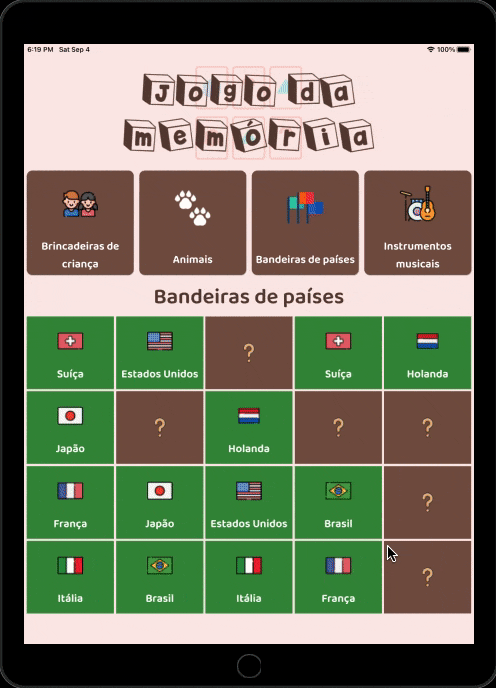 6:19 PM Sat Sep 4
100%
Jogo da
memória
Brincadeiras de
criança
Animais
Bandeiras de países
Instrumentos
musicais
Bandeiras de países
Suíça
Estados Unidos
?
Suíça
Holanda
Japão
?
Holanda
?
?
França
Japão
Estados Unidos
Brasil
?
Itália
Brasil
Itália
França
?